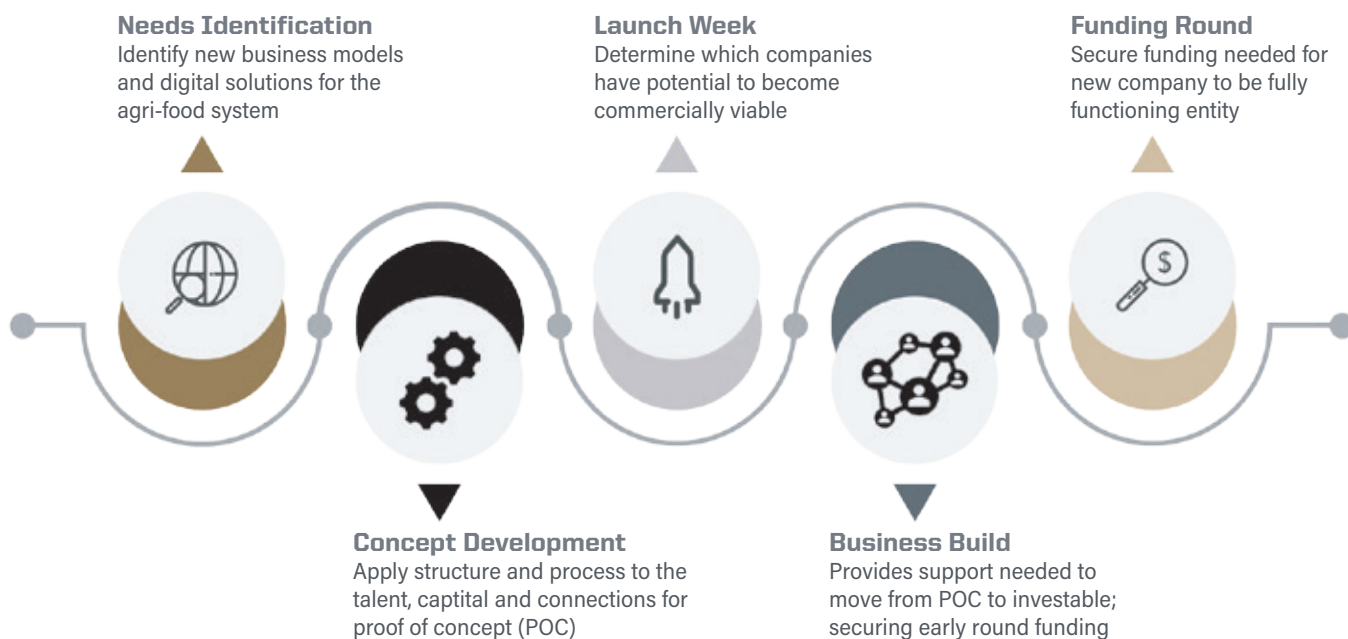 Needs Identification
Identify new business models
and digital solutions for the
agri-food system
Launch Week
Determine which companies
have potential to become
commercially viable
Funding Round
Secure funding needed for
new company to be fully
functioning entity
$
Concept Development
Apply structure and process to the
talent, captital and connections for
proof of concept (POC)
Business Build
Provides support needed to
move from POC to investable;
securing early round funding